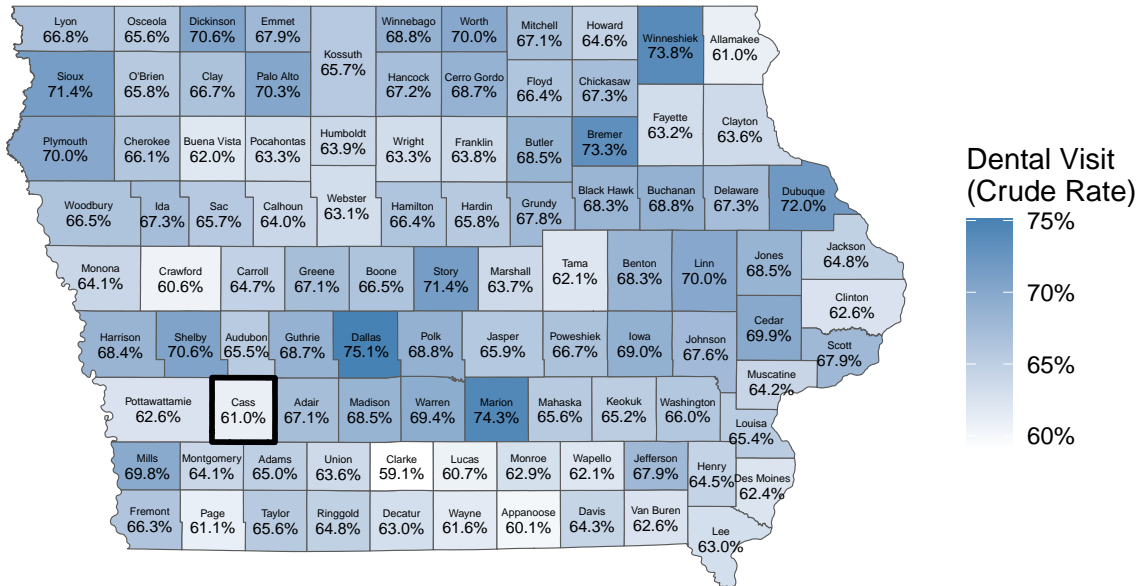 Lyon
66.8%
Osceola
65.6%
Dickinson
70.6%
Emmet
67.9%
Kossuth
65.7%
Winnebago
68.8%
Worth
70.0%
Mitchell
67.1%
Howard
64.6%
Winneshiek
73.8%
Allamakee
61.0%
Sioux
71.4%
O'Brien
65.8%
Clay
66.7%
Palo Alto
70.3%
Hancock
67.2%
Cerro Gordo
68.7%
Floyd
66.4%
Chickasaw
67.3%
Fayette
63.2%
Clayton
63.6%
Plymouth
70.0%
Cherokee
66.1%
Buena Vista
62.0%
Pocahontas
63.3%
Humboldt
63.9%
Wright
63.3%
Franklin
63.8%
Butler
68.5%
Bremer
73.3%
Woodbury
66.5%
Ida
67.3%
Sac
65.7%
Calhoun
64.0%
Webster
63.1%
Hamilton
66.4%
Hardin
65.8%
Grundy
67.8%
Black Hawk
68.3%
Buchanan
68.8%
Delaware
67.3%
Dubuque
72.0%
Monona
64.1%
Crawford
60.6%
Carroll
64.7%
Greene
67.1%
Boone
66.5%
Story
71.4%
Marshall
63.7%
Tama
62.1%
Benton
68.3%
Linn
70.0%
Jones
68.5%
Jackson
64.8%
Clinton
62.6%
Harrison
68.4%
Shelby
70.6%
Audubon
65.5%
Guthrie
68.7%
Dallas
75.1%
Polk
68.8%
Jasper
65.9%
Poweshiek
66.7%
Iowa
69.0%
Johnson
67.6%
Cedar
69.9%
Scott
67.9%
Muscatine
64.2%
Pottawattamie
62.6%
Cass
61.0%
Adair
67.1%
Madison
68.5%
Warren
69.4%
Marion
74.3%
Mahaska
65.6%
Keokuk
65.2%
Washington
66.0%
Louisa
65.4%
Mills
69.8%
Montgomery
64.1%
Adams
65.0%
Union
63.6%
Clarke
59.1%
Lucas
60.7%
Monroe
62.9%
Wapello
62.1%
Jefferson
67.9%
Henry
64.5%
Des Moines
62.4%
Fremont
66.3%
Page
61.1%
Taylor
65.6%
Ringgold
64.8%
Decatur
63.0%
Wayne
61.6%
Appanoose
60.1%
Davis
64.3%
Van Buren
62.6%
Lee
63.0%
Dental Visit
(Crude Rate)
75%
70%
65%
60%